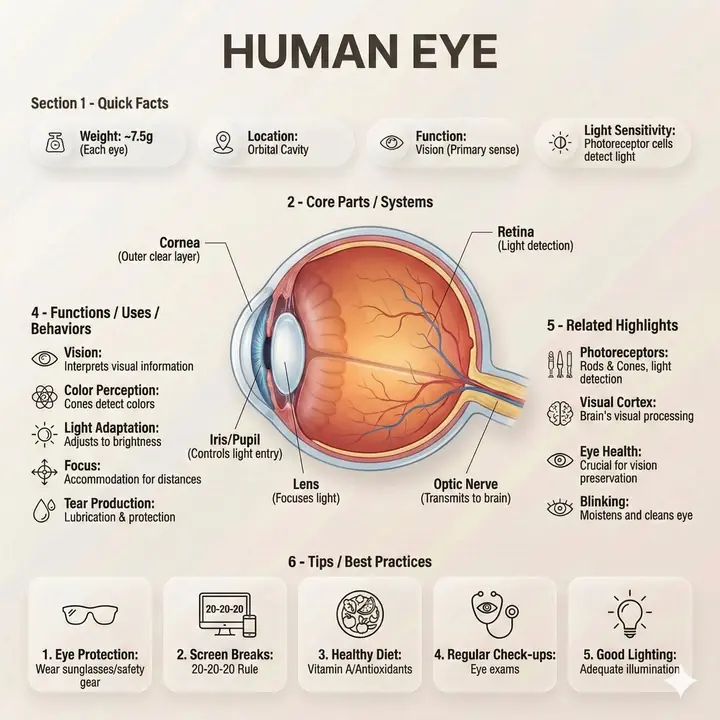 HUMAN EYE
Section 1 - Quick Facts
Weight: ~7.5g
(Each eye)
Location:
Orbital Cavity
Function:
Vision (Primary sense)
Light Sensitivity:
Photoreceptor cells
detect light
2 - Core Parts / Systems
Cornea
(Outer clear layer)
Retina
(Light detection)
Iris/Pupil
(Controls light entry)
Lens
(Focuses light)
Optic Nerve
(Transmits to brain)
4 - Functions / Uses /
Behaviors
Vision:
Interprets visual information
Color Perception:
Cones detect colors
Light Adaptation:
Adjusts to brightness
Focus:
Accommodation for distances
Tear Production:
Lubrication & protection
5 - Related Highlights
Photoreceptors:
Rods & Cones, light
detection
Visual Cortex:
Brain's visual processing
Eye Health:
Crucial for vision
preservation
Blinking:
Moistens and cleans eye
6 - Tips / Best Practices
1. Eye Protection:
Wear sunglasses/safety
gear
20-20-20
2. Screen Breaks:
20-20-20 Rule
3. Healthy Diet:
Vitamin A/Antioxidants
4. Regular Check-ups:
Eye exams
5. Good Lighting:
Adequate illumination